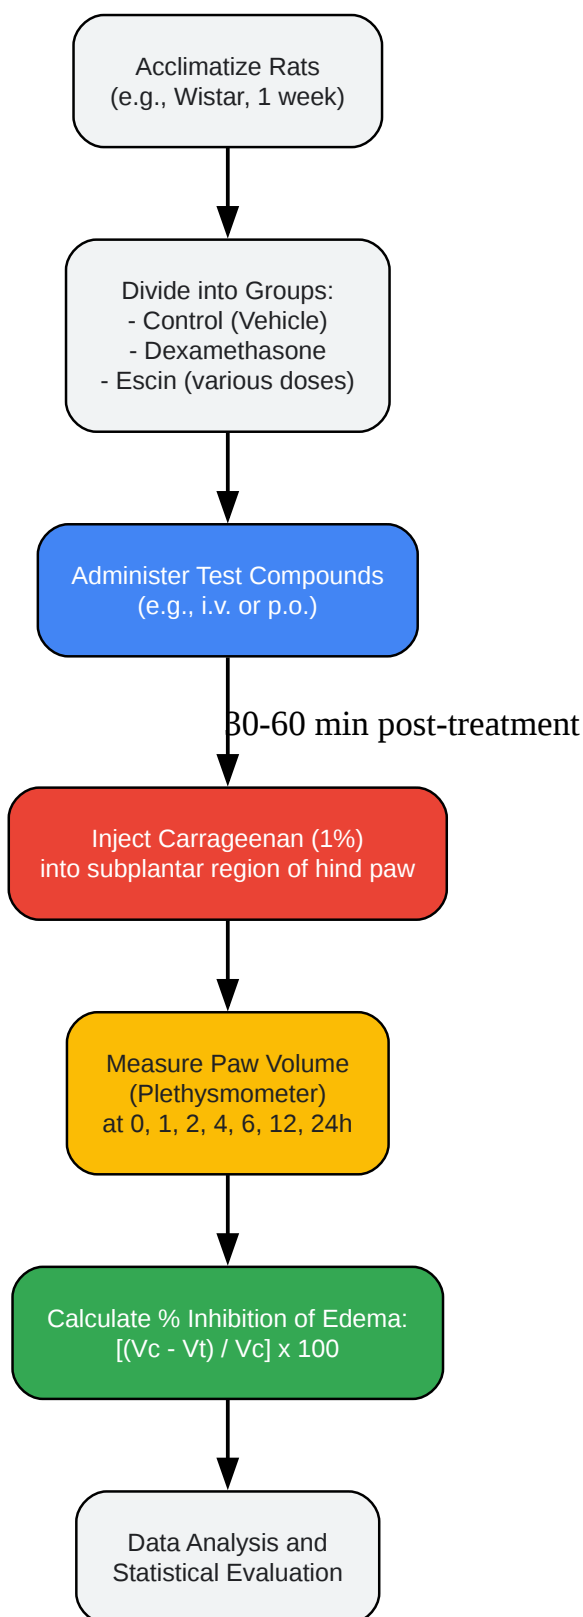 Acclimatize Rats
(e.g., Wistar, 1 week)
Divide into Groups:
- Control (Vehicle)
- Dexamethasone
- Escin (various doses)
Administer Test Compounds
(e.g., i.v. or p.o.)
30-60 min post-treatment
Inject Carrageenan (1%)
into subplantar region of hind paw
Measure Paw Volume
(Plethysmometer)
at 0, 1, 2, 4, 6, 12, 24h
Calculate % Inhibition of Edema:
[(Vc - Vt) / Vc] x 100
Data Analysis and
Statistical Evaluation